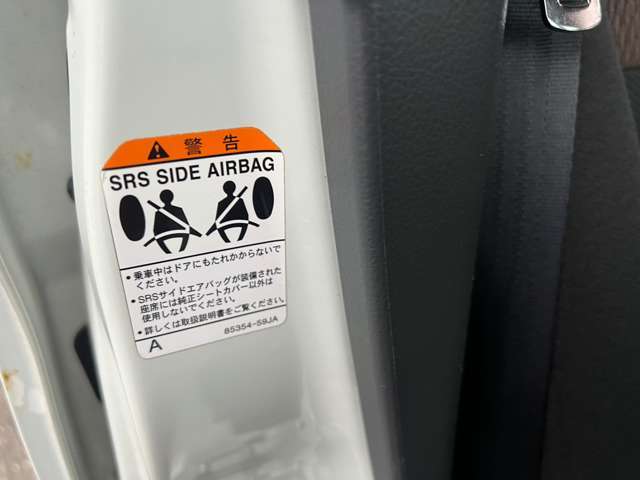 警告
SRS SIDE AIRBAG
・乗車中はドアにもたれかからないで
ください。
・SRSサイドエアバッグが装備された
座席には純正シートカバー以外は
使用しないでください。
・詳しくは取扱説明書をご覧ください。
A 85354-59JA